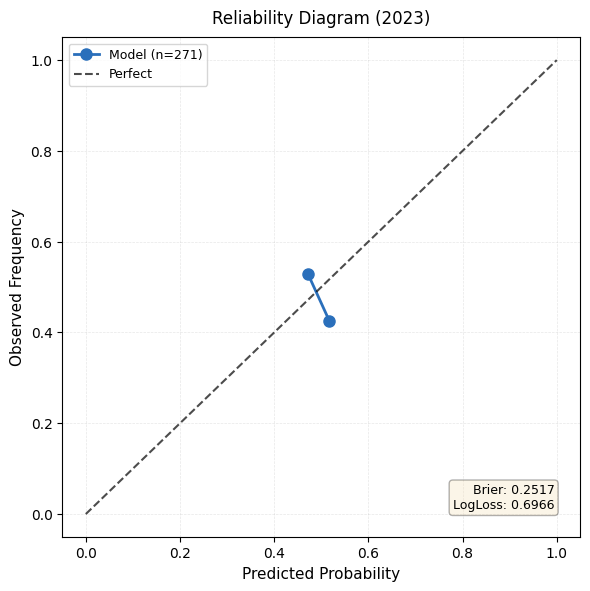 Reliability Diagram (2023)
Model (n=271)
Perfect
Observed Frequency
1.0
0.8
0.6
0.4
0.2
0.0
Brier: 0.2517
LogLoss: 0.6966
0.0 0.2 0.4 0.6 0.8 1.0
Predicted Probability